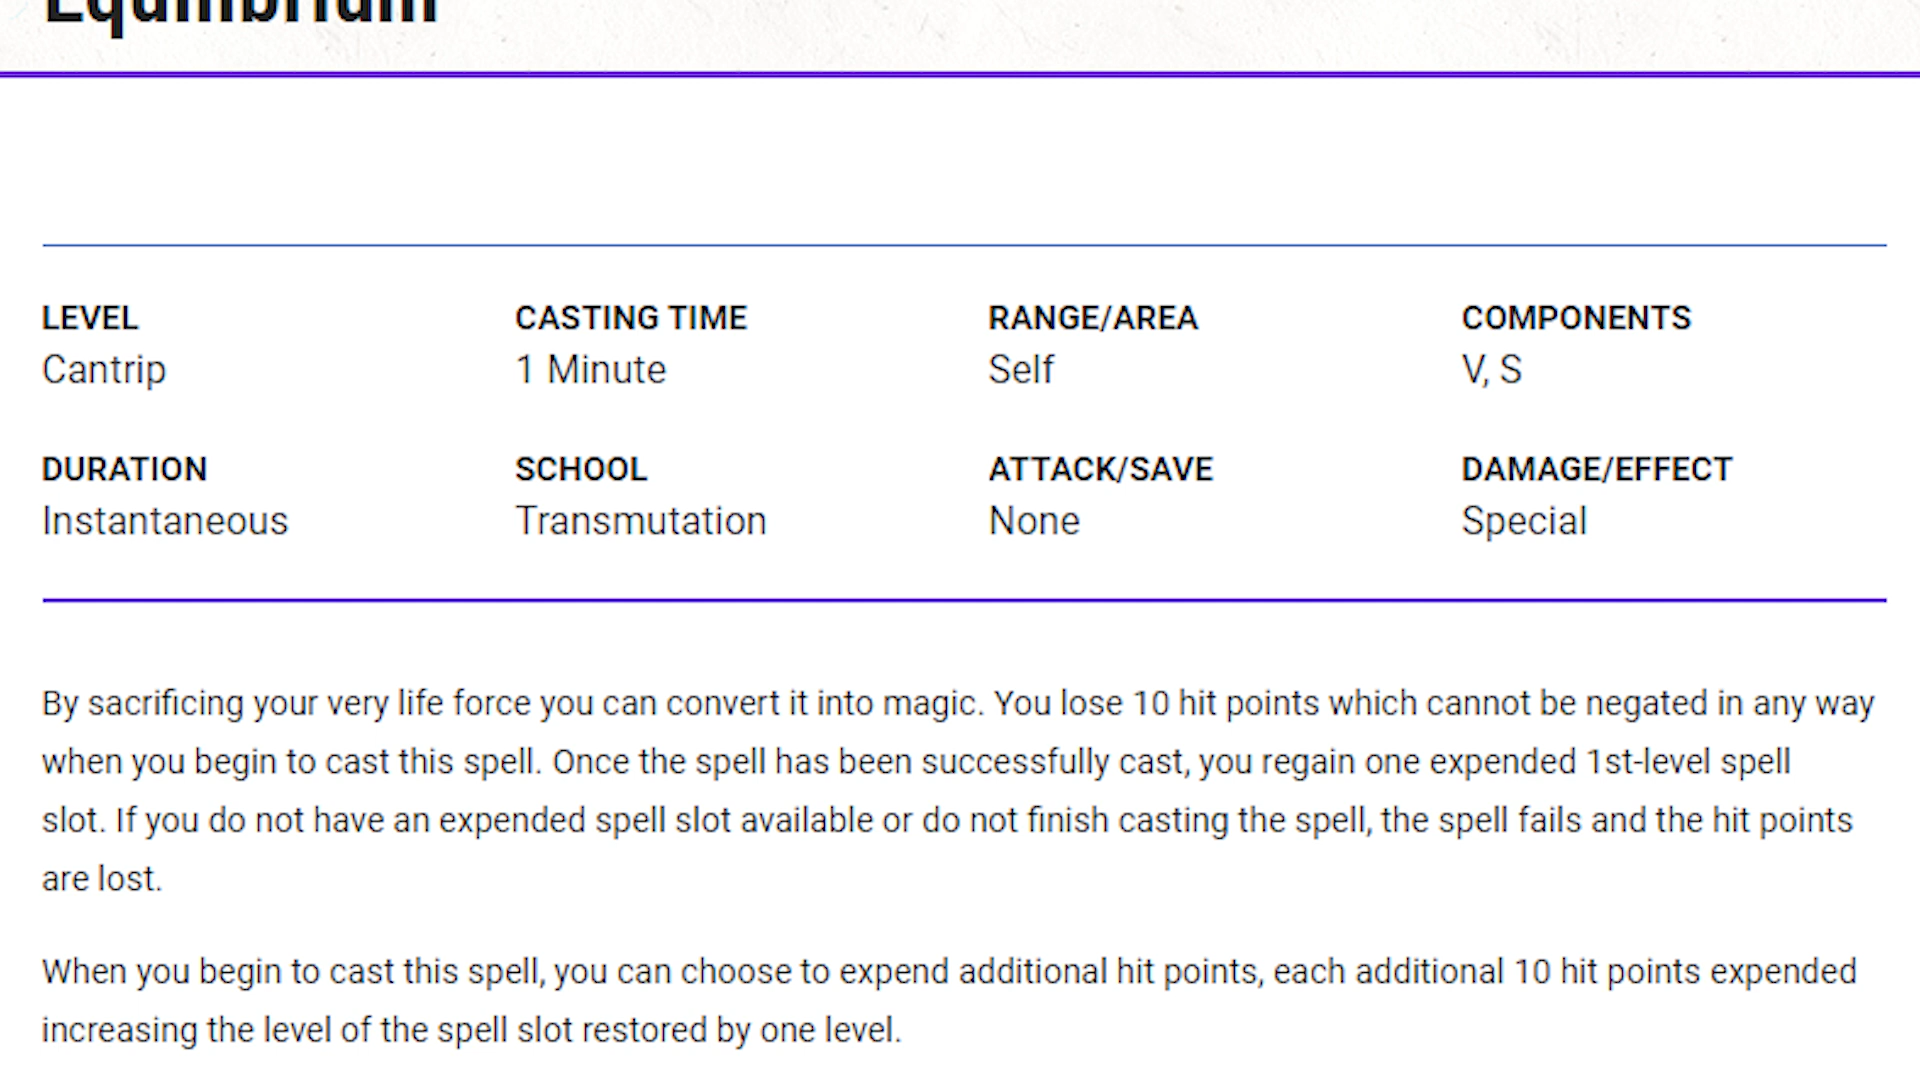 Equilibrium
LEVEL
Cantrip
CASTING TIME
1 Minute
RANGE/AREA
Self
COMPONENTS
V, S
DURATION
Instantaneous
SCHOOL
Transmutation
ATTACK/SAVE
None
DAMAGE/EFFECT
Special
By sacrificing your very life force you can convert it into magic. You lose 10 hit points which cannot be negated in any way
when you begin to cast this spell. Once the spell has been successfully cast, you regain one expended 1st-level spell
slot. If you do not have an expended spell slot available or do not finish casting the spell, the spell fails and the hit points
are lost.
When you begin to cast this spell, you can choose to expend additional hit points, each additional 10 hit points expended
increasing the level of the spell slot restored by one level.